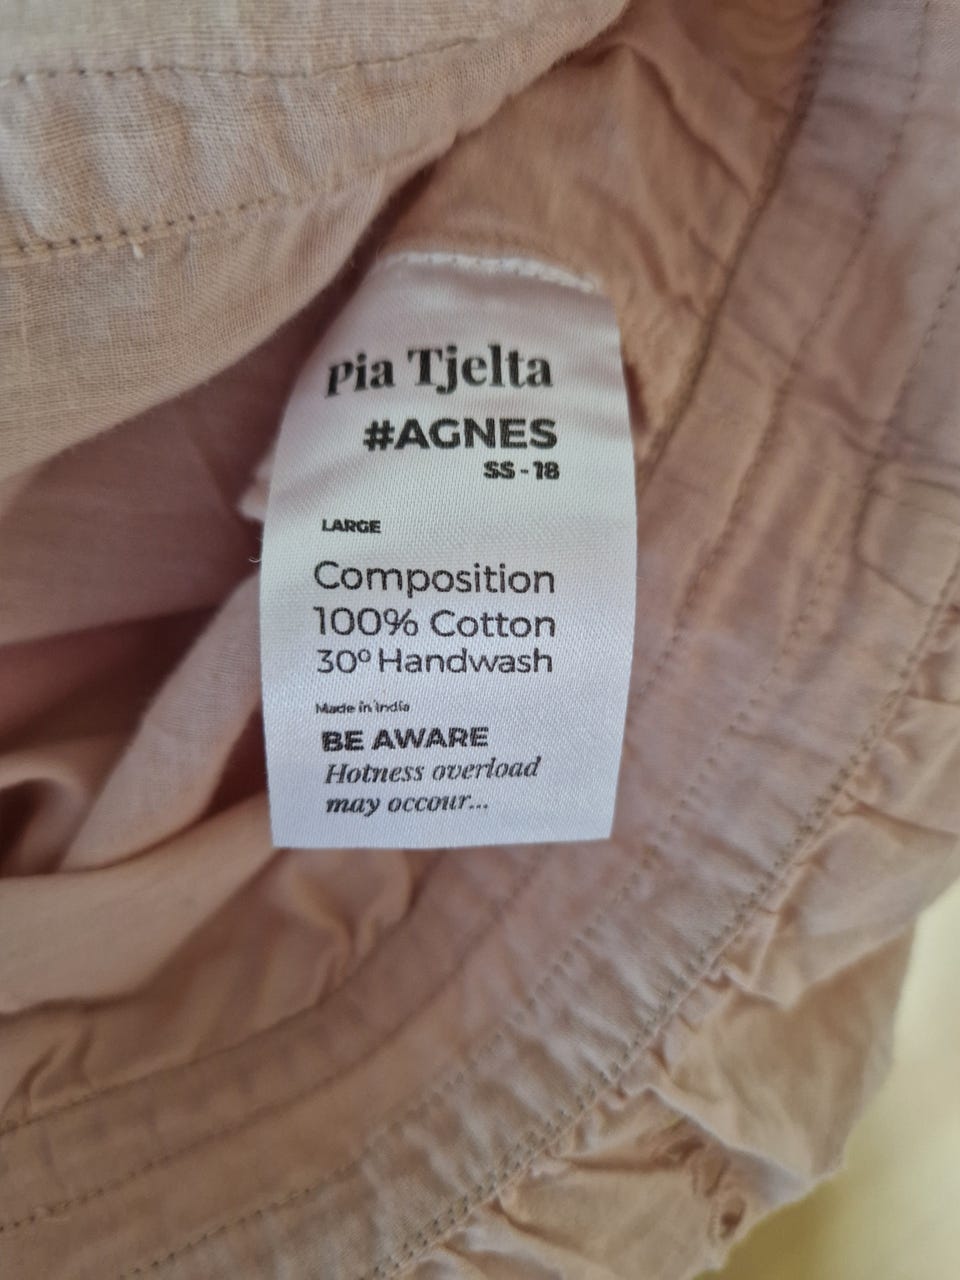 Pia Tjelta
#AGNES
SS - 18
LARGE
Composition
100% Cotton
30° Handwash
Made in India
BE AWARE
Hotness overload
may occour...